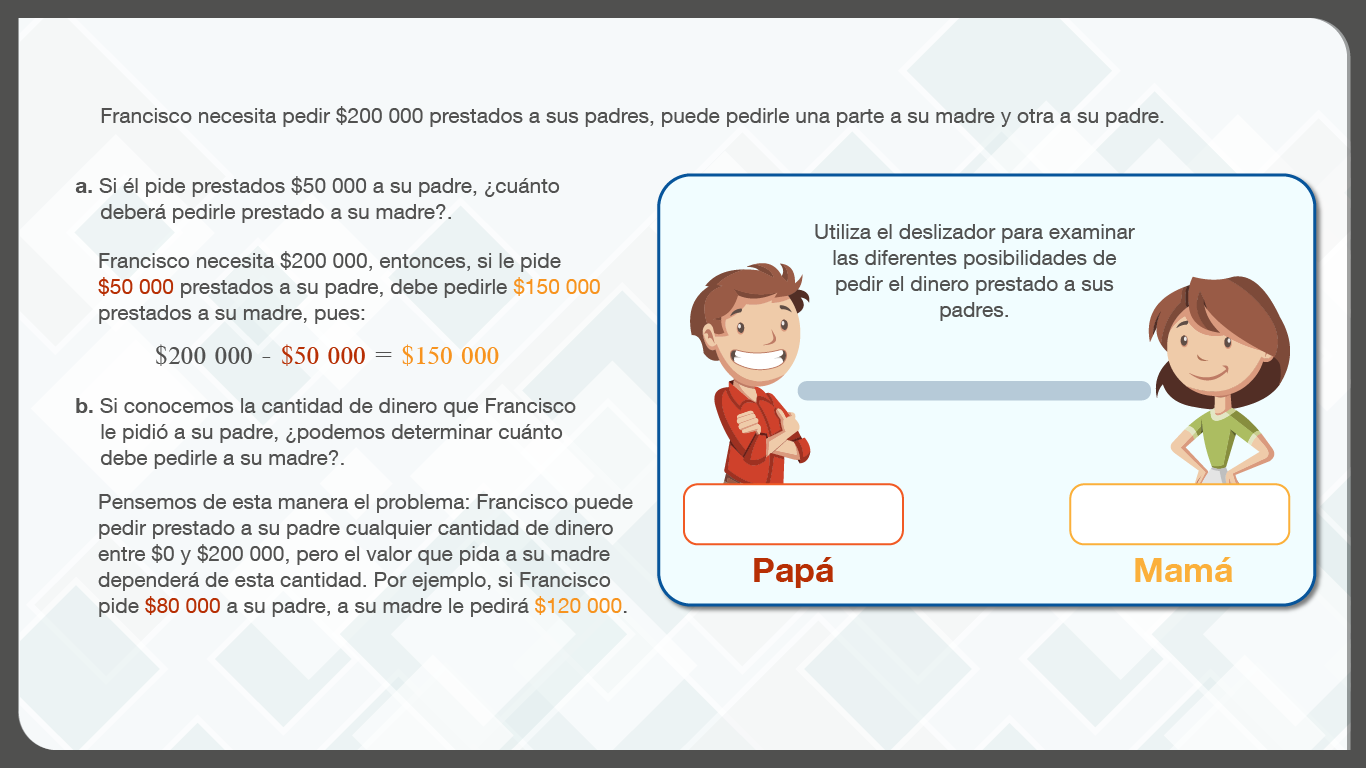 Francisco necesita pedir $200 000 prestados a sus padres, puede pedirle una parte a su madre y otra a su padre.
a. Si él pide prestados $50 000 a su padre, ¿cuánto
deberá pedirle prestado a su madre?.
Francisco necesita $200 000, entonces, si le pide
$50 000 prestados a su padre, debe pedirle $150 000
prestados a su madre, pues:
$200 000 - $50 000 = $150 000
b. Si conocemos la cantidad de dinero que Francisco
le pidió a su padre, ¿podemos determinar cuánto
debe pedirle a su madre?.
Pensemos de esta manera el problema: Francisco puede
pedir prestado a su padre cualquier cantidad de dinero
entre $0 y $200 000, pero el valor que pida a su madre
dependerá de esta cantidad. Por ejemplo, si Francisco
pide $80 000 a su padre, a su madre le pedirá $120 000.
Utiliza el deslizador para examinar
las diferentes posibilidades de
pedir el dinero prestado a sus
padres.
Papá
Mamá